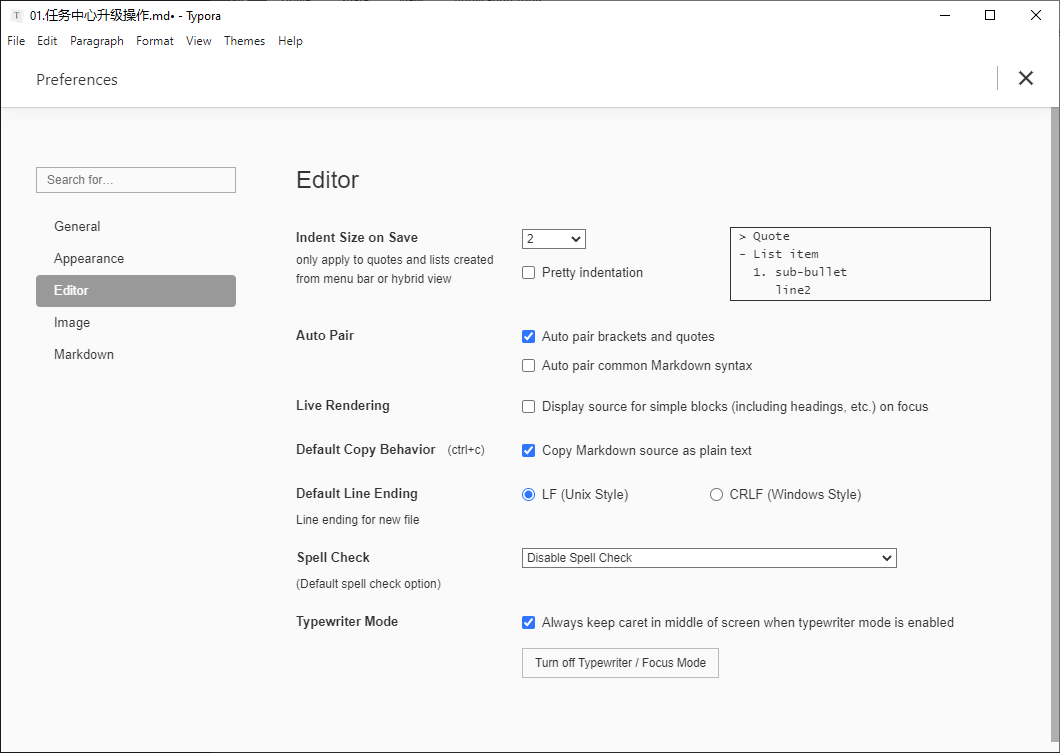 01.任务中心升级操作.md• - Typora
File Edit Paragraph Format View Themes Help
Preferences
Search for...
General
Appearance
Editor
Image
Markdown
Editor
Indent Size on Save
only apply to quotes and lists created
from menu bar or hybrid view
2
Pretty indentation
> Quote
- List item
1. sub-bullet
line2
Auto Pair
Auto pair brackets and quotes
Auto pair common Markdown syntax
Live Rendering
Display source for simple blocks (including headings, etc.) on focus
Default Copy Behavior (ctrl+c)
Copy Markdown source as plain text
Default Line Ending
Line ending for new file
LF (Unix Style)
CRLF (Windows Style)
Spell Check
(Default spell check option)
Disable Spell Check
Typewriter Mode
Always keep caret in middle of screen when typewriter mode is enabled
Turn off Typewriter / Focus Mode